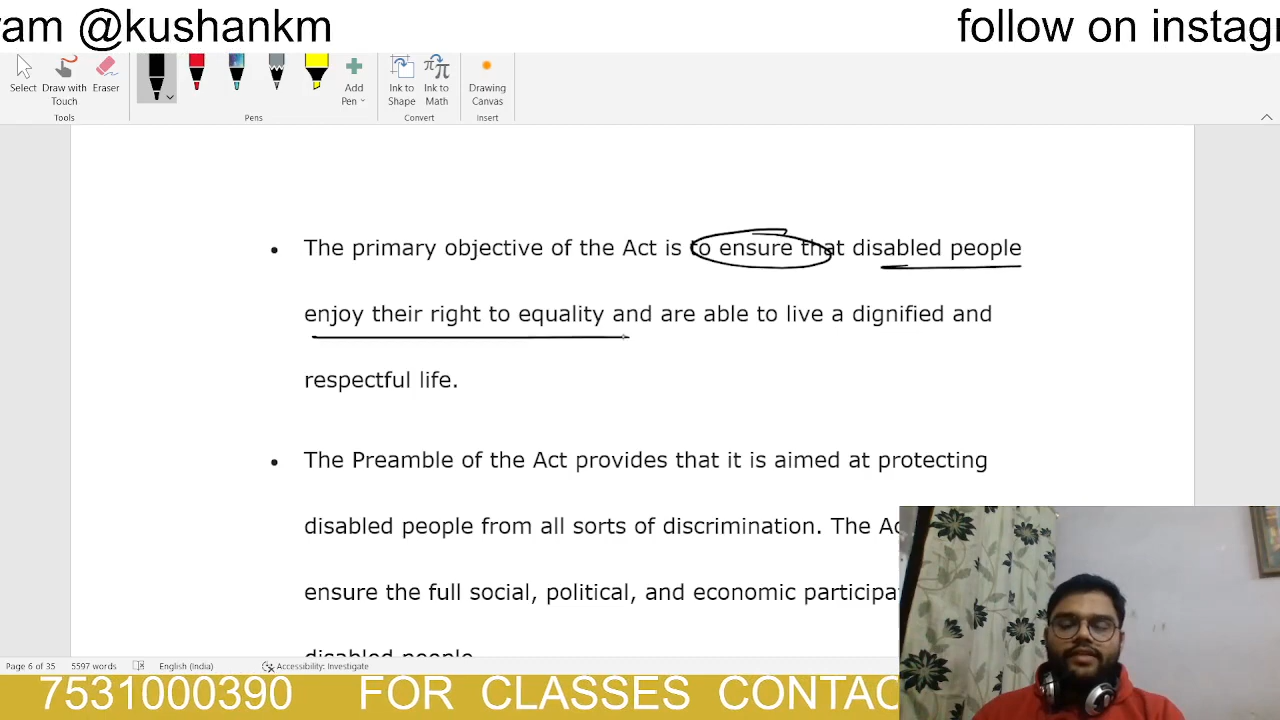 am @kushankm
follow on instag
Select
Draw with Touch
Eraser
Add Pen
Ink to Shape
Ink to Math
Drawing Canvas
Tools
Pens
Convert
Insert
• The primary objective of the Act is to ensure that disabled people
enjoy their right to equality and are able to live a dignified and
respectful life.
• The Preamble of the Act provides that it is aimed at protecting
disabled people from all sorts of discrimination. The Ac
ensure the full social, political, and economic participa
disabled people
Page 6 of 35 5597 words English (India) Accessibility: Investigate
7531000390 FOR CLASSES CONTAC